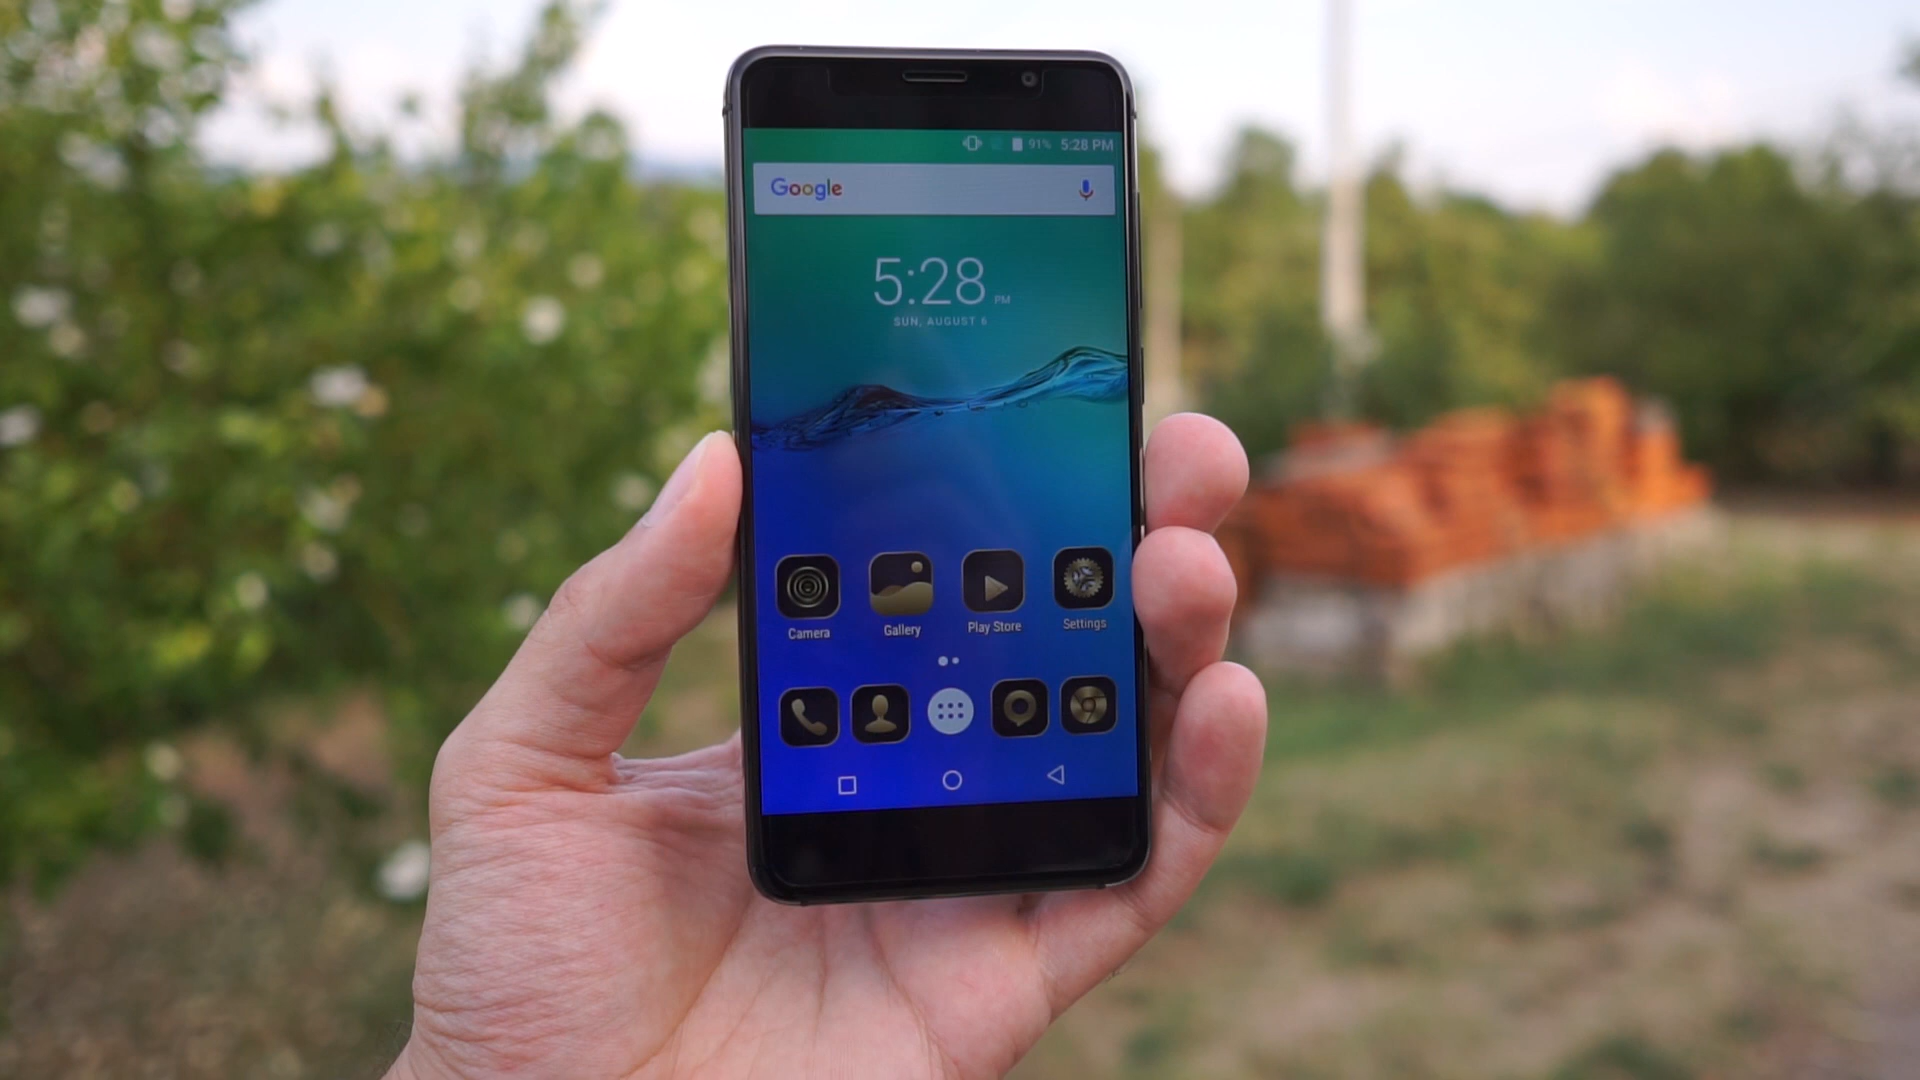 91% 5:28 PM
Google
5:28 PM
SUN, AUGUST 6
Camera Gallery Play Store Settings